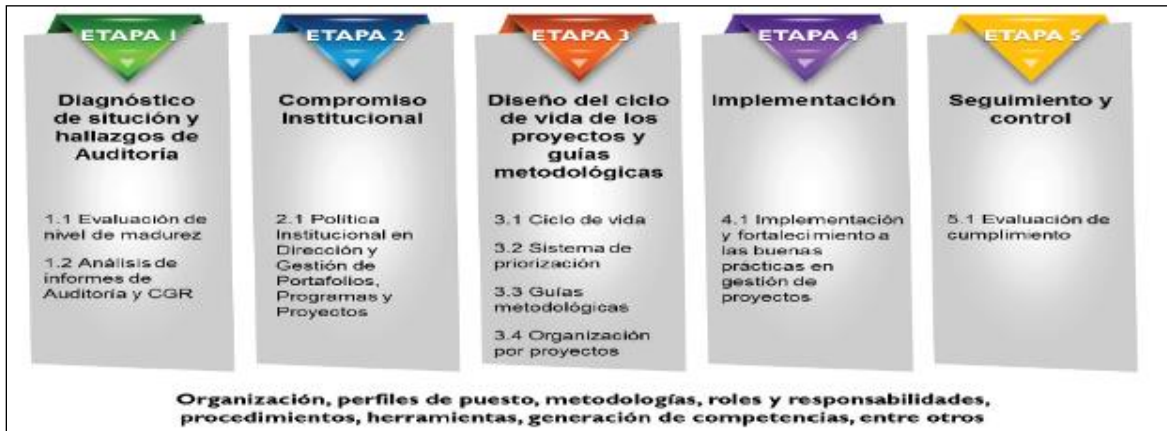 ETAPA 1
Diagnóstico
de situción y
hallazgos de
Auditoría
1.1 Evaluación de
nivel de madurez
1.2 Análisis de
informes de
Auditoría y CGR
ETAPA 2
Compromiso
Institucional
2.1 Política
Institucional en
Dirección y
Gestión de
Portafolios,
Programas y
Proyectos
ETAPA 3
Diseño del ciclo
de vida de los
proyectos y
guías
metodológicas
3.1 Ciclo de vida
3.2 Sistema de
priorización
3.3 Guías
metodológicas
3.4 Organización
por proyectos
ETAPA 4
Implementación
4.1 Implementación
y fortalecimiento a
las buenas
prácticas en
gestión de
proyectos
ETAPA 5
Seguimiento y
control
5.1 Evaluación de
cumplimiento
Organización, perfiles de puesto, metodologías, roles y responsabilidades,
procedimientos, herramientas, generación de competencias, entre otros